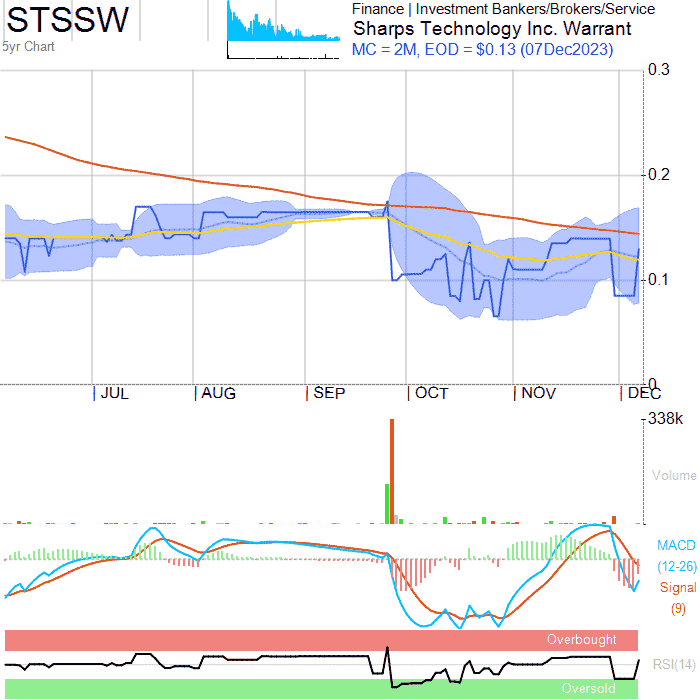 STSSW
5yr Chart
Finance | Investment Bankers/Brokers/Service
Sharps Technology Inc. Warrant
MC = 2M, EOD = $0.13 (07Dec2023)
0.3
0.2
0.1
0
JUL
AUG
SEP
OCT
NOV
DEC
338k
Volume
MACD
(12-26)
Signal
(9)
Overbought
RSI(14)
Oversold